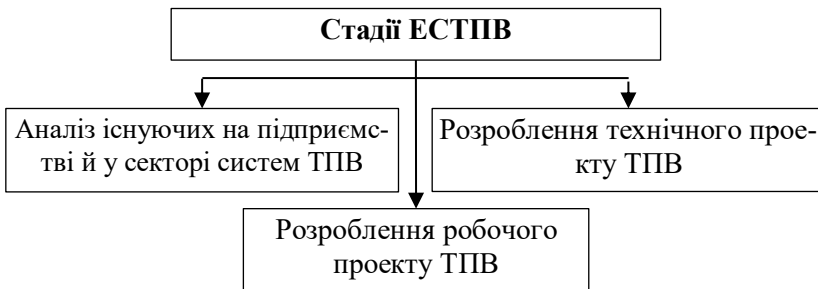 Стадії ЕСТПВ
Аналіз існуючих на підприємс-
тві й у секторі систем ТПВ
Розроблення технічного прое-
кту ТПВ
Розроблення робочого
проекту ТПВ